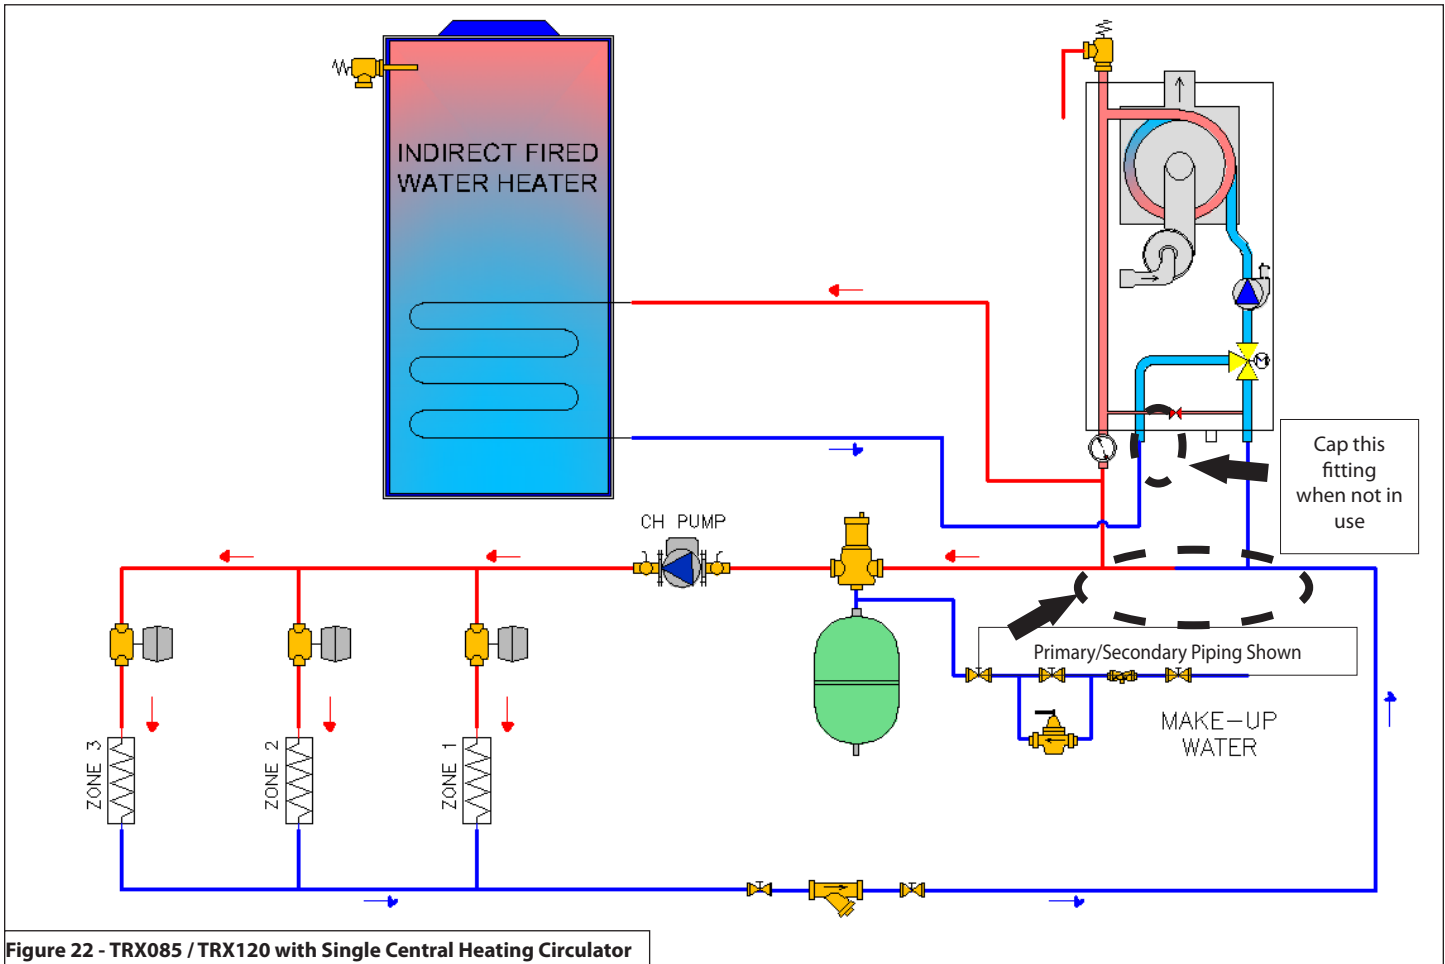 INDIRECT FIRED
WATER HEATER
M
Cap this
fitting
when not in
use
CH PUMP
Primary/Secondary Piping Shown
MAKE-UP
WATER
ZONE 3
ZONE 2
ZONE 1
Figure 22 - TRX085 / TRX120 with Single Central Heating Circulator